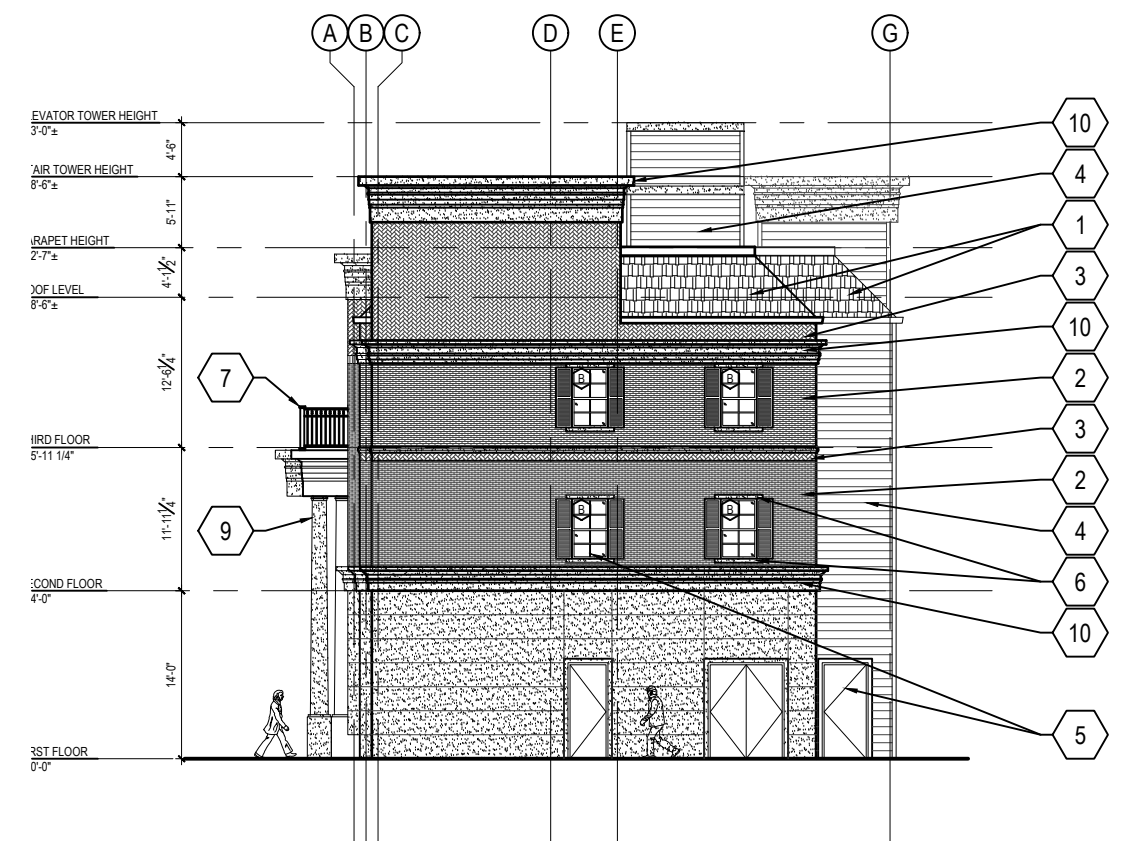 A B C D E G
EVATOR TOWER HEIGHT
3'-0"±
4'-6"
AIR TOWER HEIGHT
8'-6"±
5'-11"
ARAPET HEIGHT
2'-7"±
4'-1½"
OOF LEVEL
8'-6"±
12'-6¼"
HIRD FLOOR
5'-11 1/4"
11'-11¼"
ECOND FLOOR
4'-0"
14'-0"
RST FLOOR
0'-0"
7
9
B
B
B
B
10
4
1
3
10
2
3
2
4
6
10
5